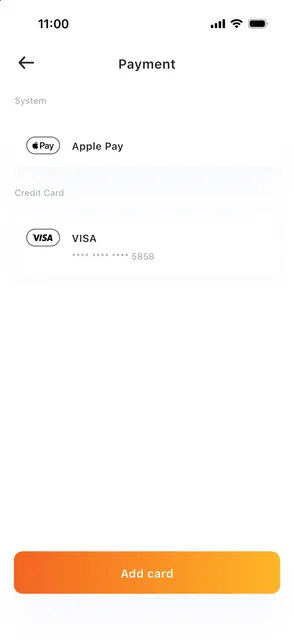 11:00
Payment
System
Pay Apple Pay
Credit Card
VISA VISA
**** **** **** 5858
Add card